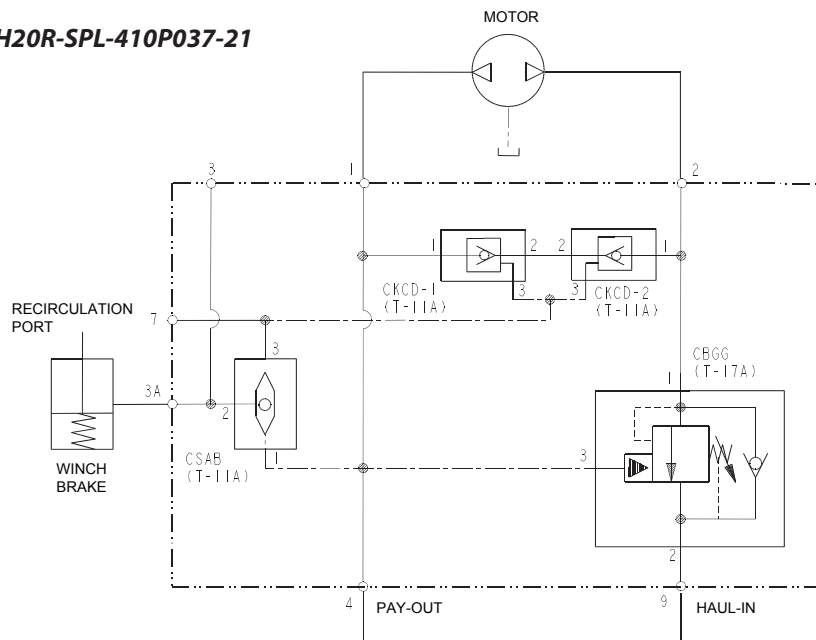 H20R-SPL-410P037-21
MOTOR
3
1
2
1
2
2
1
CKCD-1
(T-11A)
3
3
CKCD-2
(T-11A)
RECIRCULATION
PORT
7
3
CBGG
(T-17A)
1
3A
2
WINCH
BRAKE
CSAB
(T-11A)
1
3
2
4
PAY-OUT
9
HAUL-IN